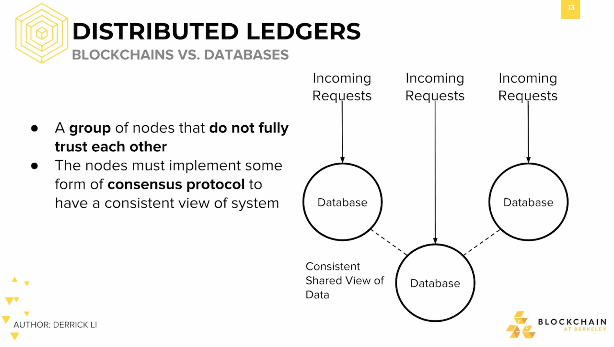 13
DISTRIBUTED LEDGERS
BLOCKCHAINS VS. DATABASES
● A group of nodes that do not fully
trust each other
● The nodes must implement some
form of consensus protocol to
have a consistent view of system
Incoming
Requests
Incoming
Requests
Incoming
Requests
Database
Database
Database
Consistent
Shared View of
Data
AUTHOR: DERRICK LI
BLOCKCHAIN
AT BERKELEY